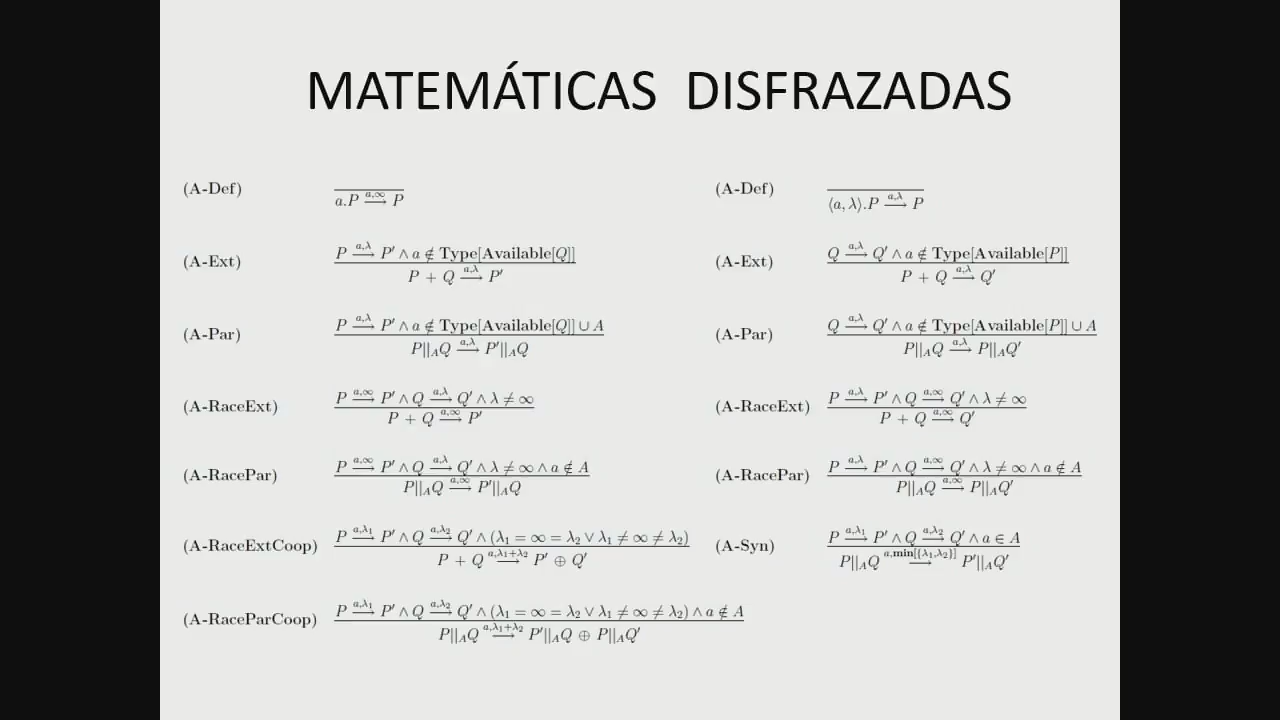 MATEMÁTICAS DISFRAZADAS
(A-Def) a.P —a,∞→ P
(A-Def) ⟨a, λ⟩.P —a,λ→ P
(A-Ext) P —a,λ→ P′ ∧ a ∉ Type[Available[Q]]
P + Q —a,λ→ P′
(A-Ext) Q —a,λ→ Q′ ∧ a ∉ Type[Available[P]]
P + Q —a,λ→ Q′
(A-Par) P —a,λ→ P′ ∧ a ∉ Type[Available[Q]] ∪ A
P||_A Q —a,λ→ P′||_A Q
(A-Par) Q —a,λ→ Q′ ∧ a ∉ Type[Available[P]] ∪ A
P||_A Q —a,λ→ P||_A Q′
(A-RaceExt) P —a,∞→ P′ ∧ Q —a,λ→ Q′ ∧ λ ≠ ∞
P + Q —a,∞→ P′
(A-RaceExt) P —a,λ→ P′ ∧ Q —a,∞→ Q′ ∧ λ ≠ ∞
P + Q —a,∞→ Q′
(A-RacePar) P —a,∞→ P′ ∧ Q —a,λ→ Q′ ∧ λ ≠ ∞ ∧ a ∉ A
P||_A Q —a,∞→ P′||_A Q
(A-RacePar) P —a,λ→ P′ ∧ Q —a,∞→ Q′ ∧ λ ≠ ∞ ∧ a ∉ A
P||_A Q —a,∞→ P||_A Q′
(A-RaceExtCoop) P —a,λ₁→ P′ ∧ Q —a,λ₂→ Q′ ∧ (λ₁ = ∞ = λ₂ ∨ λ₁ ≠ ∞ ≠ λ₂)
P + Q —a,λ₁+λ₂→ P′ ⊕ Q′
(A-Syn) P —a,λ₁→ P′ ∧ Q —a,λ₂→ Q′ ∧ a ∈ A
P||_A Q —a,min[{λ₁,λ₂}]→ P′||_A Q′
(A-RaceParCoop) P —a,λ₁→ P′ ∧ Q —a,λ₂→ Q′ ∧ (λ₁ = ∞ = λ₂ ∨ λ₁ ≠ ∞ ≠ λ₂) ∧ a ∉ A
P||_A Q —a,λ₁+λ₂→ P′||_A Q ⊕ P||_A Q′